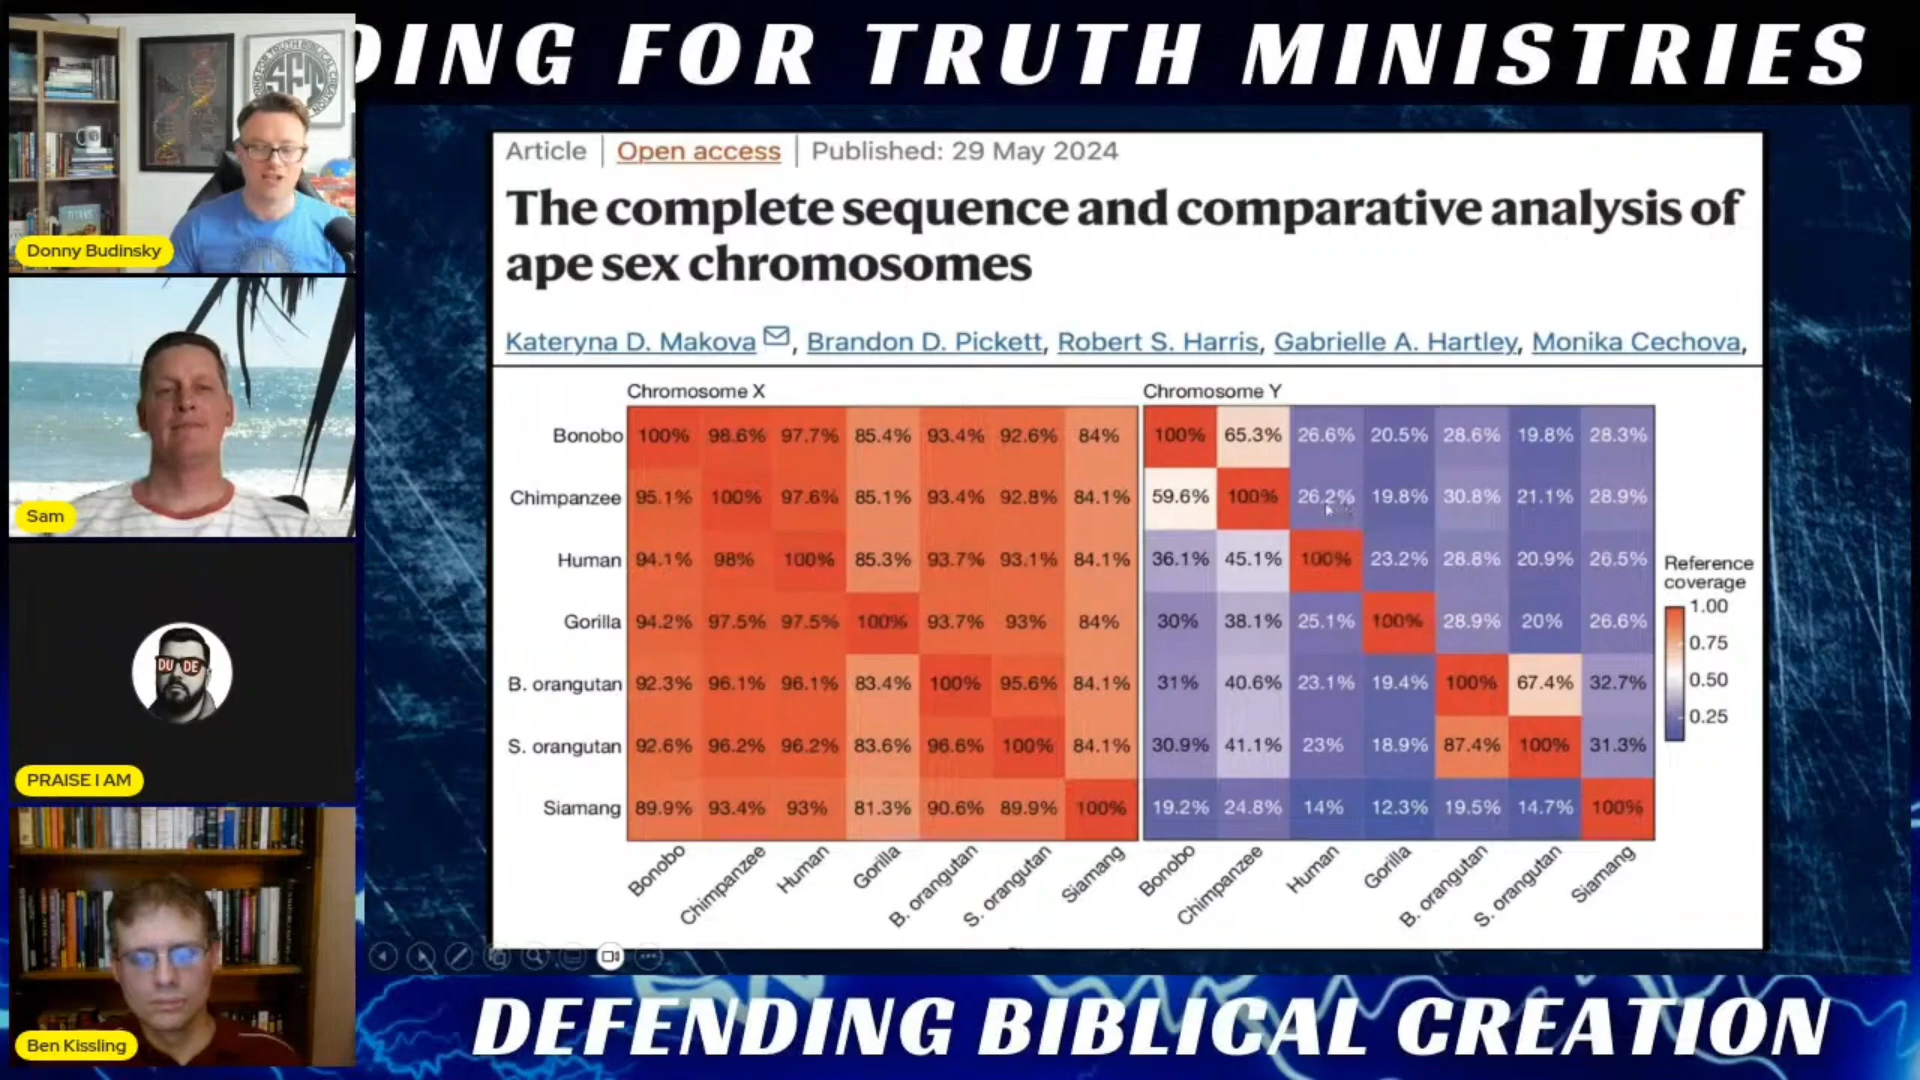 DING FOR TRUTH MINISTRIES
Donny Budinsky
Sam
DUDE
PRAISE I AM
Ben Kissling
Article | Open access | Published: 29 May 2024
The complete sequence and comparative analysis of
ape sex chromosomes
Kateryna D. Makova, Brandon D. Pickett, Robert S. Harris, Gabrielle A. Hartley, Monika Cechova,
Chromosome X Chromosome Y
Bonobo 100% 98.6% 97.7% 85.4% 93.4% 92.6% 84% 100% 65.3% 26.6% 20.5% 28.6% 19.8% 28.3%
Chimpanzee 95.1% 100% 97.6% 85.1% 93.4% 92.8% 84.1% 59.6% 100% 26.2% 19.8% 30.8% 21.1% 28.9%
Human 94.1% 98% 100% 85.3% 93.7% 93.1% 84.1% 36.1% 45.1% 100% 23.2% 28.8% 20.9% 26.5%
Gorilla 94.2% 97.5% 97.5% 100% 93.7% 93% 84% 30% 38.1% 25.1% 100% 28.9% 20% 26.6%
B. orangutan 92.3% 96.1% 96.1% 83.4% 100% 95.6% 84.1% 31% 40.6% 23.1% 19.4% 100% 67.4% 32.7%
S. orangutan 92.6% 96.2% 96.2% 83.6% 96.6% 100% 84.1% 30.9% 41.1% 23% 18.9% 87.4% 100% 31.3%
Siamang 89.9% 93.4% 93% 81.3% 90.6% 89.9% 100% 19.2% 24.8% 14% 12.3% 19.5% 14.7% 100%
Bonobo Chimpanzee Human Gorilla B. orangutan S. orangutan Siamang Bonobo Chimpanzee Human Gorilla B. orangutan S. orangutan Siamang
Reference
coverage
1.00
0.75
0.50
0.25
DEFENDING BIBLICAL CREATION